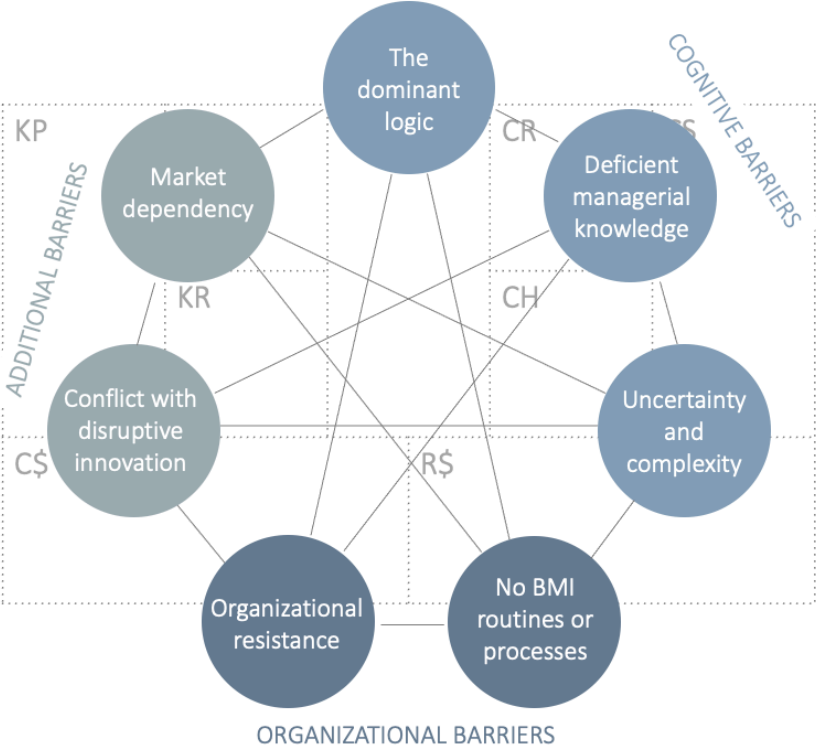 The
dominant
logic
COGNITIVE BARRIERS
KP
CR
Market
dependency
Deficient
managerial
knowledge
ADDITIONAL BARRIERS
KR
CH
Conflict with
disruptive
innovation
Uncertainty
and
complexity
C$
R$
Organizational
resistance
No BMI
routines or
processes
ORGANIZATIONAL BARRIERS